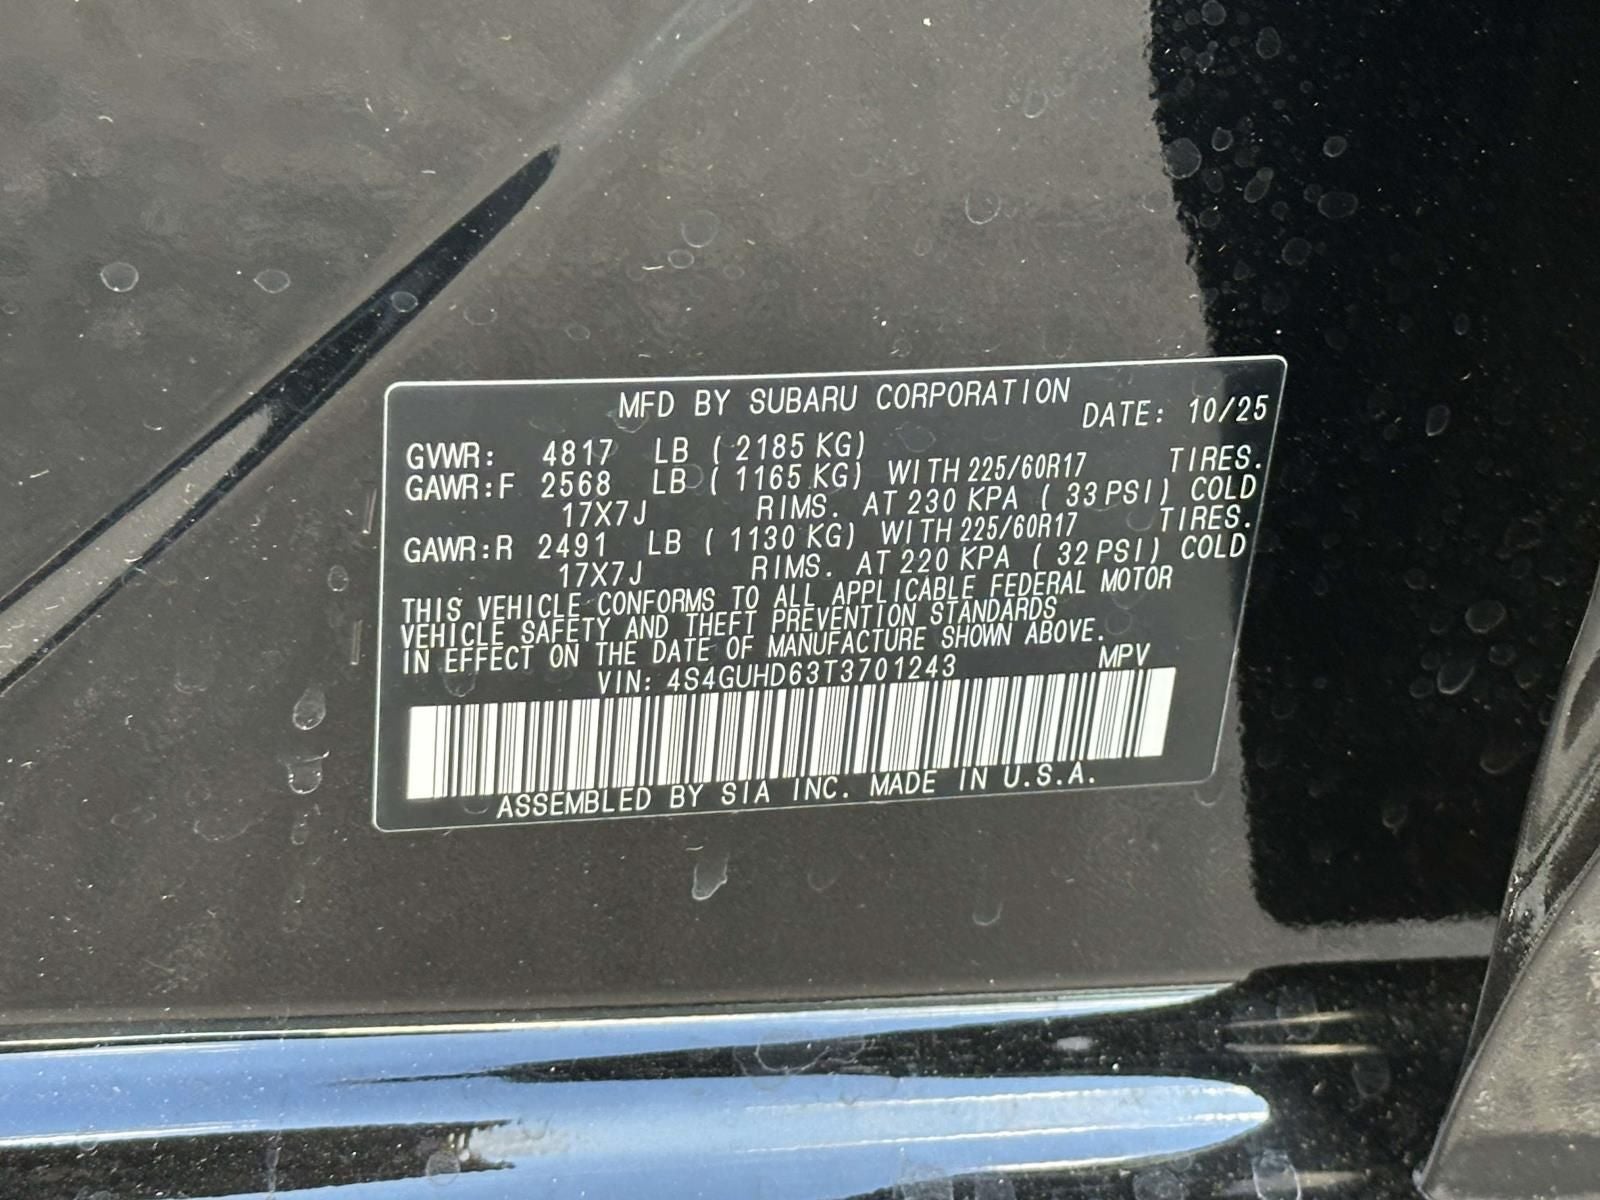 MFD BY SUBARU CORPORATION DATE: 10/25
GVWR: 4817 LB ( 2185 KG)
GAWR:F 2568 LB ( 1165 KG) WITH 225/60R17 TIRES.
17X7J RIMS. AT 230 KPA ( 33 PSI) COLD
GAWR:R 2491 LB ( 1130 KG) WITH 225/60R17 TIRES.
17X7J RIMS. AT 220 KPA ( 32 PSI) COLD
THIS VEHICLE CONFORMS TO ALL APPLICABLE FEDERAL MOTOR
VEHICLE SAFETY AND THEFT PREVENTION STANDARDS
IN EFFECT ON THE DATE OF MANUFACTURE SHOWN ABOVE.
VIN: 4S4GUHD63T3701243 MPV
ASSEMBLED BY SIA INC. MADE IN U.S.A.